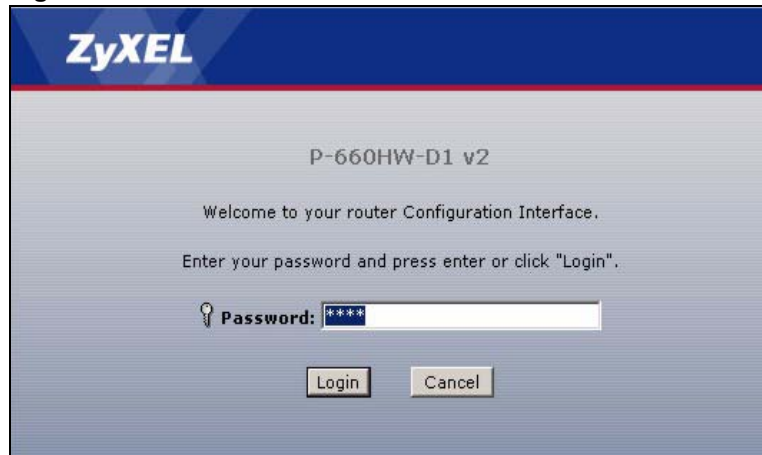 ZyXEL
P-660HW-D1 v2
Welcome to your router Configuration Interface.
Enter your password and press enter or click "Login".
Password: ****
Login Cancel